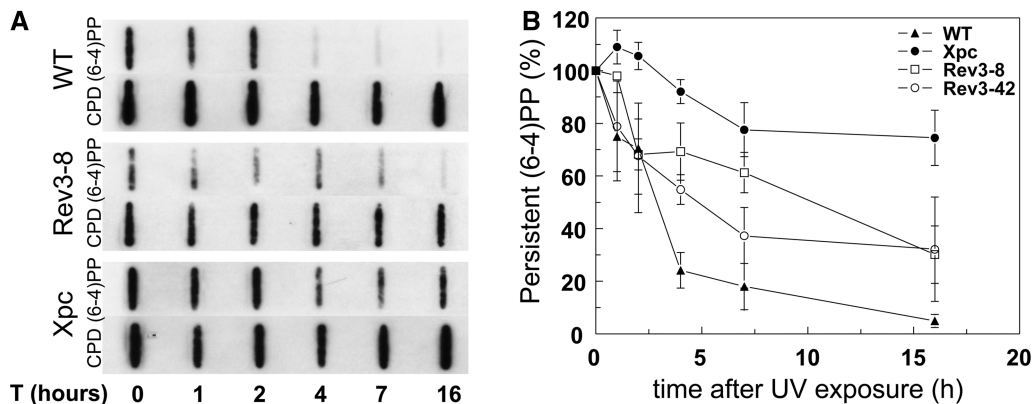 A
WT
(6-4)PP
CPD
Rev3-8
(6-4)PP
CPD
Xpc
(6-4)PP
CPD
T (hours) 0 1 2 4 7 16
B
Persistent (6-4)PP (%)
120
100
80
60
40
20
0
0 5 10 15 20
time after UV exposure (h)
WT
Xpc
Rev3-8
Rev3-42